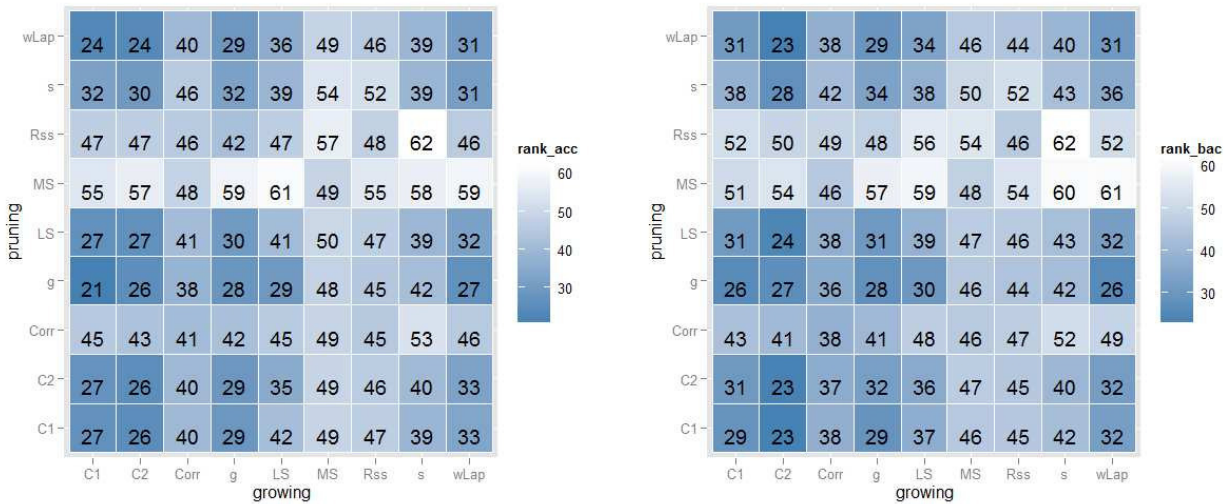 wLap 24 24 40 29 36 49 46 39 31
s 32 30 46 32 39 54 52 39 31
Rss 47 47 46 42 47 57 48 62 46
MS 55 57 48 59 61 49 55 58 59
LS 27 27 41 30 41 50 47 39 32
g 21 26 38 28 29 48 45 42 27
Corr 45 43 41 42 45 49 45 53 46
C2 27 26 40 29 35 49 46 40 33
C1 27 26 40 29 42 49 47 39 33
C1 C2 Corr g LS MS Rss s wLap
growing
pruning
rank_acc
60
50
40
30
wLap 31 23 38 29 34 46 44 40 31
s 38 28 42 34 38 50 52 43 36
Rss 52 50 49 48 56 54 46 62 52
MS 51 54 46 57 59 48 54 60 61
LS 31 24 38 31 39 47 46 43 32
g 26 27 36 28 30 46 44 42 26
Corr 43 41 38 41 48 46 47 52 49
C2 31 23 37 32 36 47 45 40 32
C1 29 23 38 29 37 46 45 42 32
C1 C2 Corr g LS MS Rss s wLap
growing
pruning
rank_bac
60
50
40
30